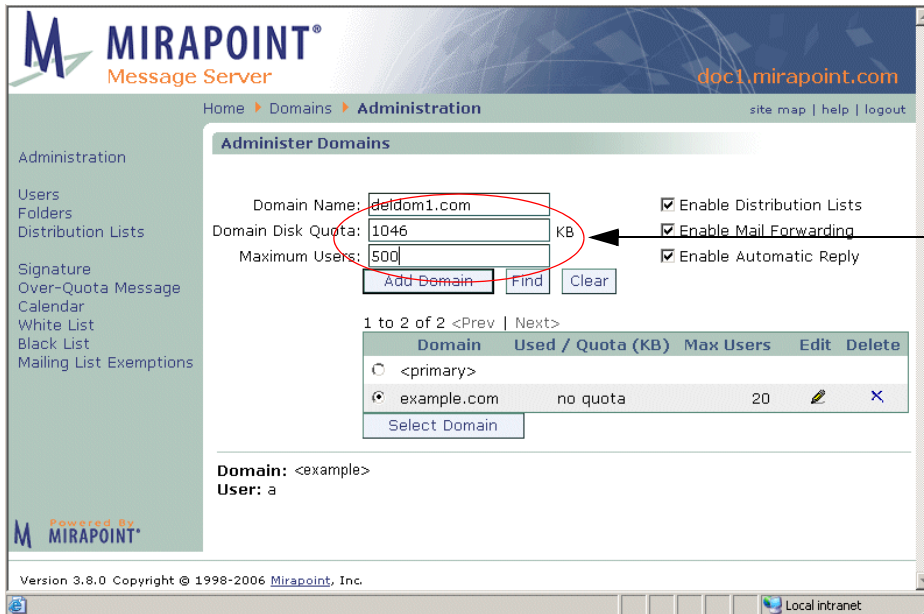 MIRAPOINT®
Message Server
doc1.mirapoint.com
Home Domains Administration
site map | help | logout
Administration
Users
Folders
Distribution Lists
Signature
Over-Quota Message
Calendar
White List
Black List
Mailing List Exemptions
Administer Domains
Domain Name: deldom1.com
Enable Distribution Lists
Domain Disk Quota: 1046 KB
Enable Mail Forwarding
Maximum Users: 500
Enable Automatic Reply
Add Domain Find Clear
1 to 2 of 2 <Prev | Next>
Domain Used / Quota (KB) Max Users Edit Delete
<primary>
example.com no quota 20
Select Domain
Domain: <example>
User: a
Powered By
MIRAPOINT®
Version 3.8.0 Copyright © 1998-2006 Mirapoint, Inc.
Local intranet